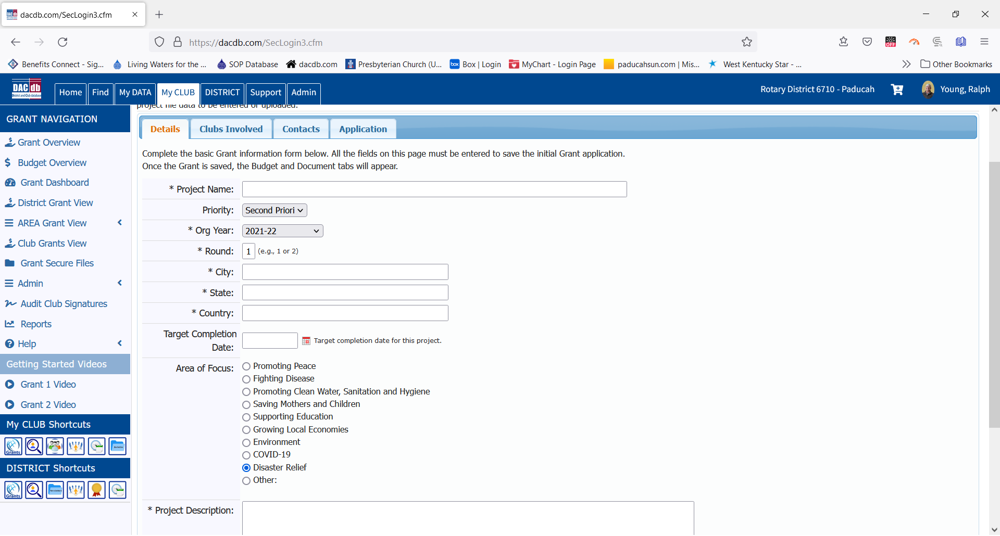 dacdb.com/SecLogin3.cfm
https://dacdb.com/SecLogin3.cfm
OFF
Benefits Connect - Sig...
Living Waters for the ...
SOP Database
dacdb.com
Presbyterian Church (U...
box
Box | Login
MyChart - Login Page
paducahsun.com | Mis...
West Kentucky Star - ...
Other Bookmarks
DAC db
District and Club database
Home
Find
My DATA
My CLUB
DISTRICT
Support
Admin
Rotary District 6710 - Paducah
Young, Ralph
project file data to be entered or uploaded.
GRANT NAVIGATION
Grant Overview
Budget Overview
Grant Dashboard
District Grant View
AREA Grant View
Club Grants View
Grant Secure Files
Admin
Audit Club Signatures
Reports
Help
Getting Started Videos
Grant 1 Video
Grant 2 Video
My CLUB Shortcuts
Grants
DISTRICT Shortcuts
Grants
Details
Clubs Involved
Contacts
Application
Complete the basic Grant information form below. All the fields on this page must be entered to save the initial Grant application.
Once the Grant is saved, the Budget and Document tabs will appear.
* Project Name:
Priority: Second Priori
* Org Year: 2021-22
* Round: 1 (e.g., 1 or 2)
* City:
* State:
* Country:
Target Completion
Date:
Target completion date for this project.
Area of Focus:
Promoting Peace
Fighting Disease
Promoting Clean Water, Sanitation and Hygiene
Saving Mothers and Children
Supporting Education
Growing Local Economies
Environment
COVID-19
Disaster Relief
Other:
* Project Description: